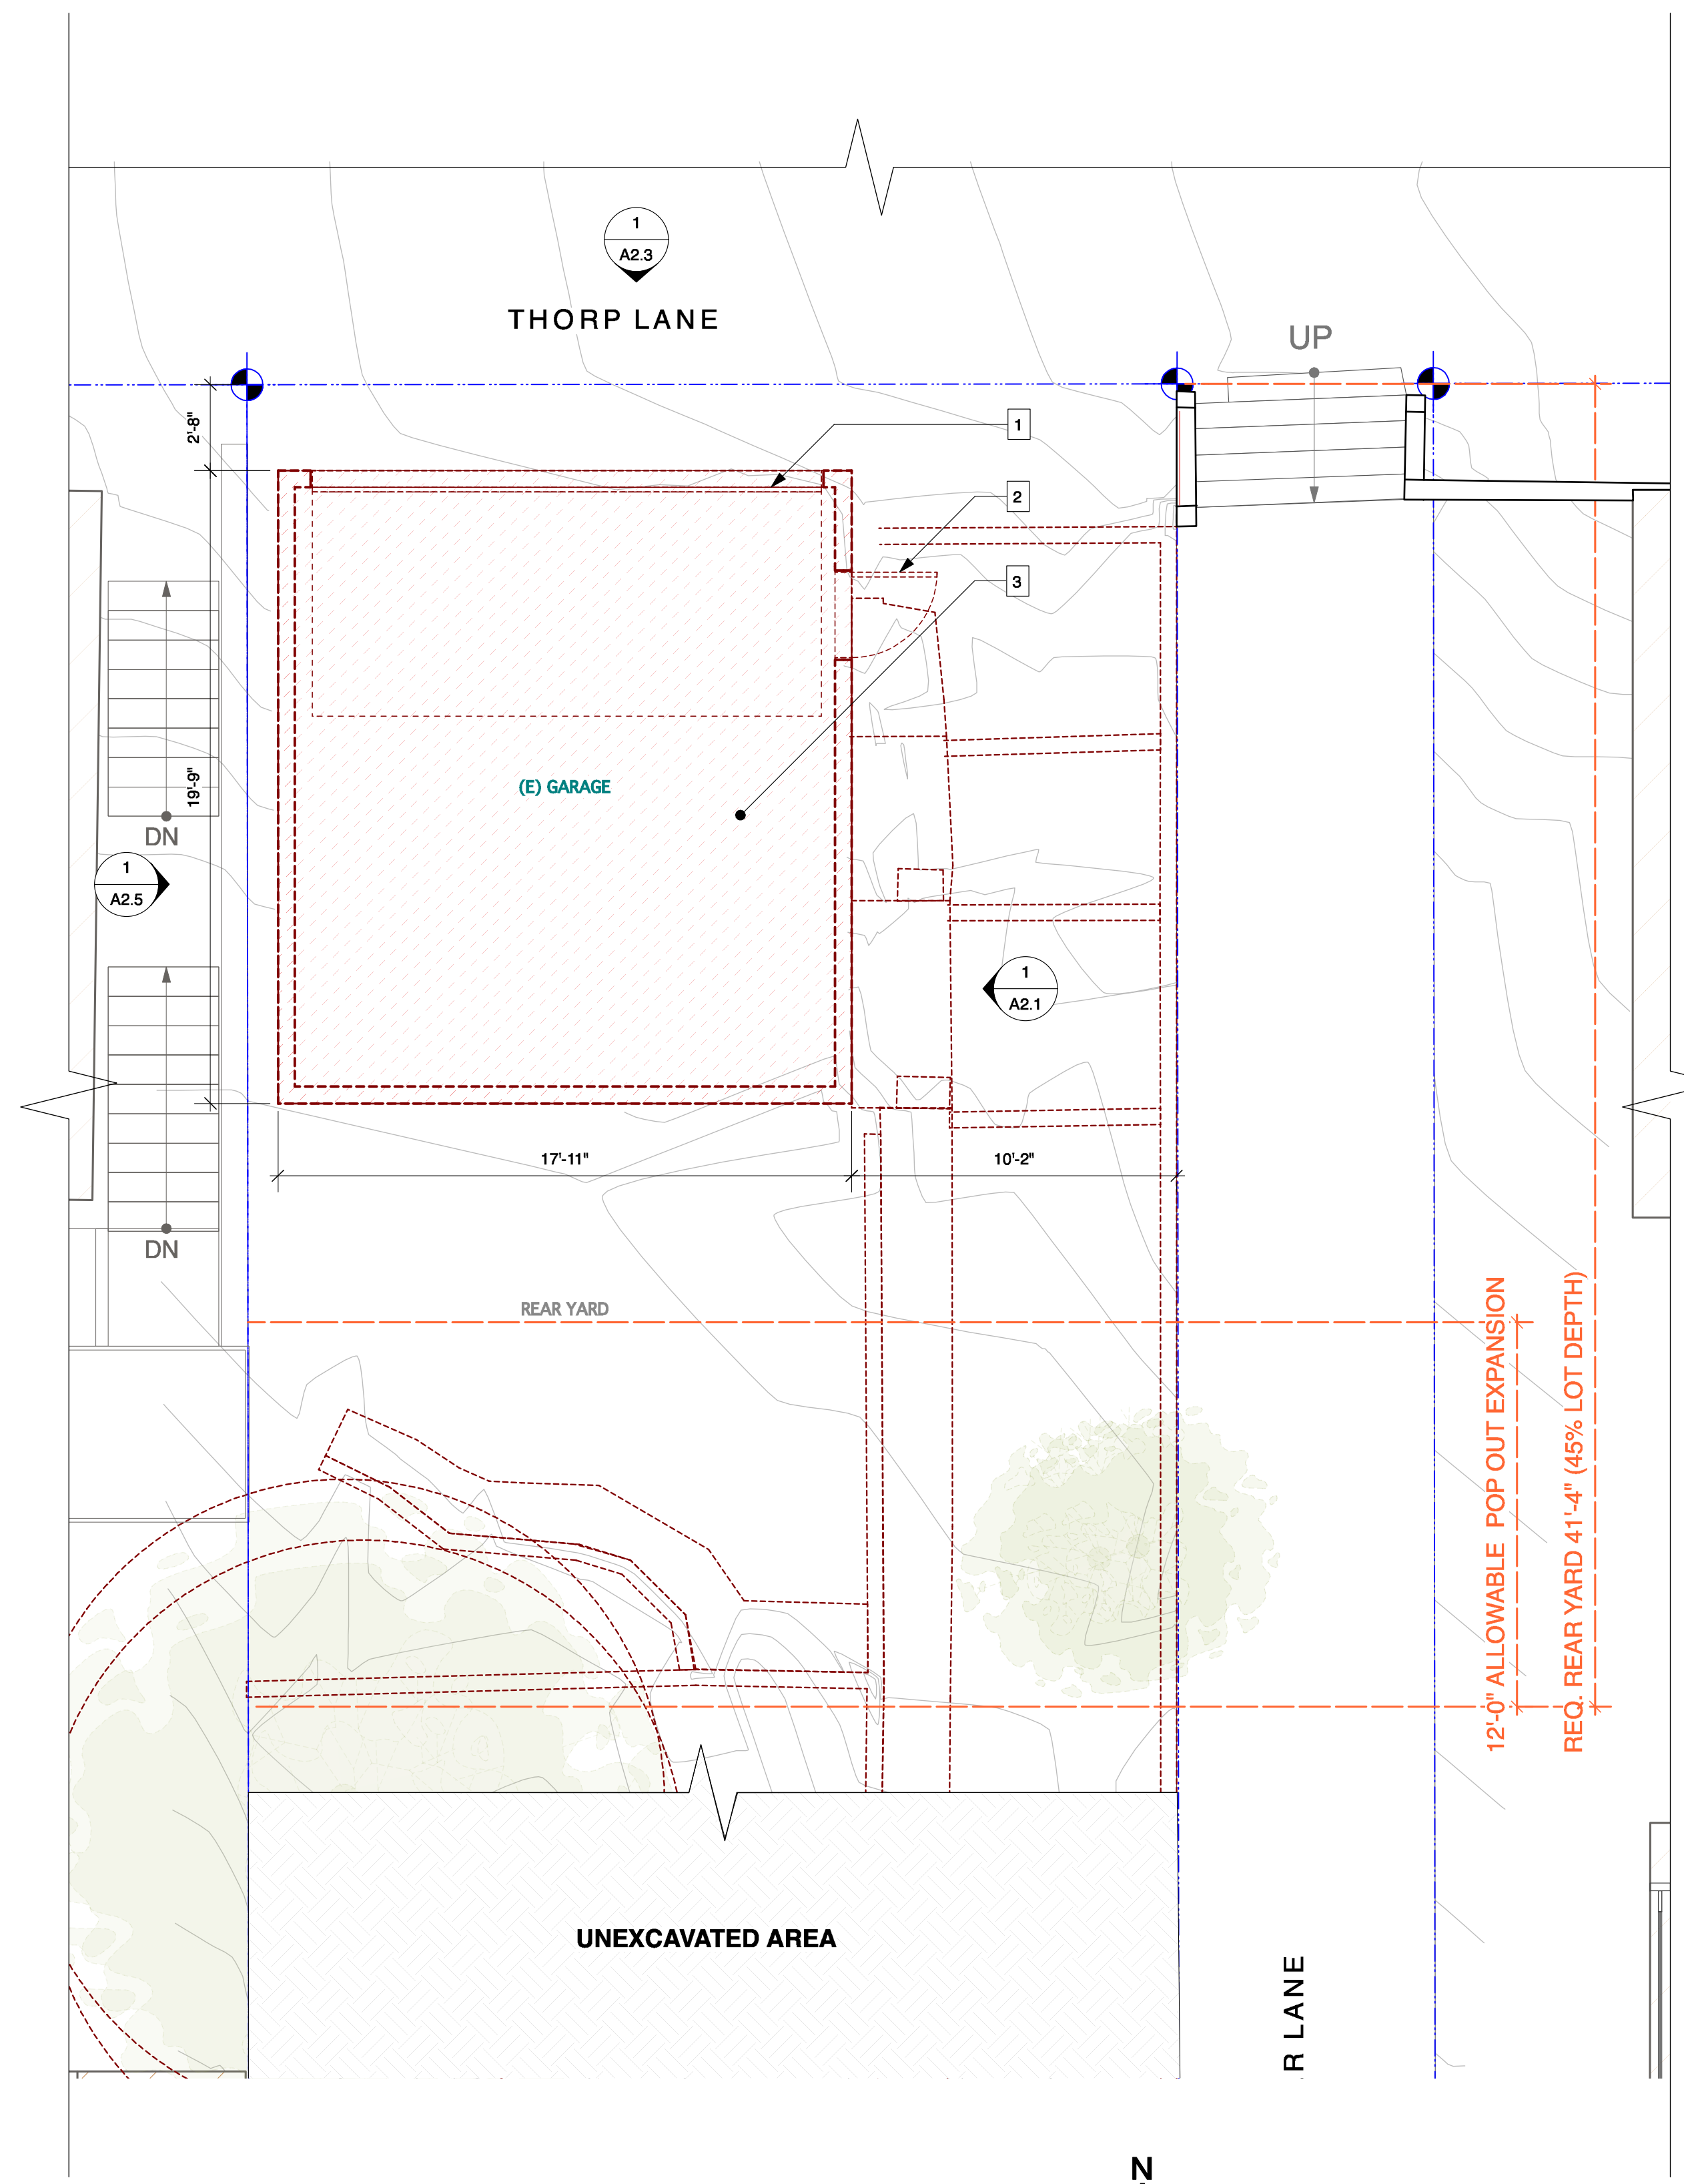 1
A2.3
THORP LANE
UP
2'-8"
1
2
3
19'-9"
(E) GARAGE
DN
1
A2.5
1
A2.1
17'-11"
10'-2"
DN
REAR YARD
12'-0" ALLOWABLE POP OUT EXPANSION
REQ. REAR YARD 41'-4" (45% LOT DEPTH)
UNEXCAVATED AREA
R LANE
N